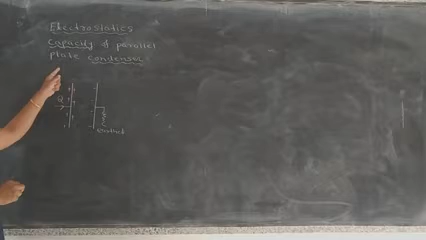 Electrostatics
Capacity of parallel
plate condenser
Q
Earthed